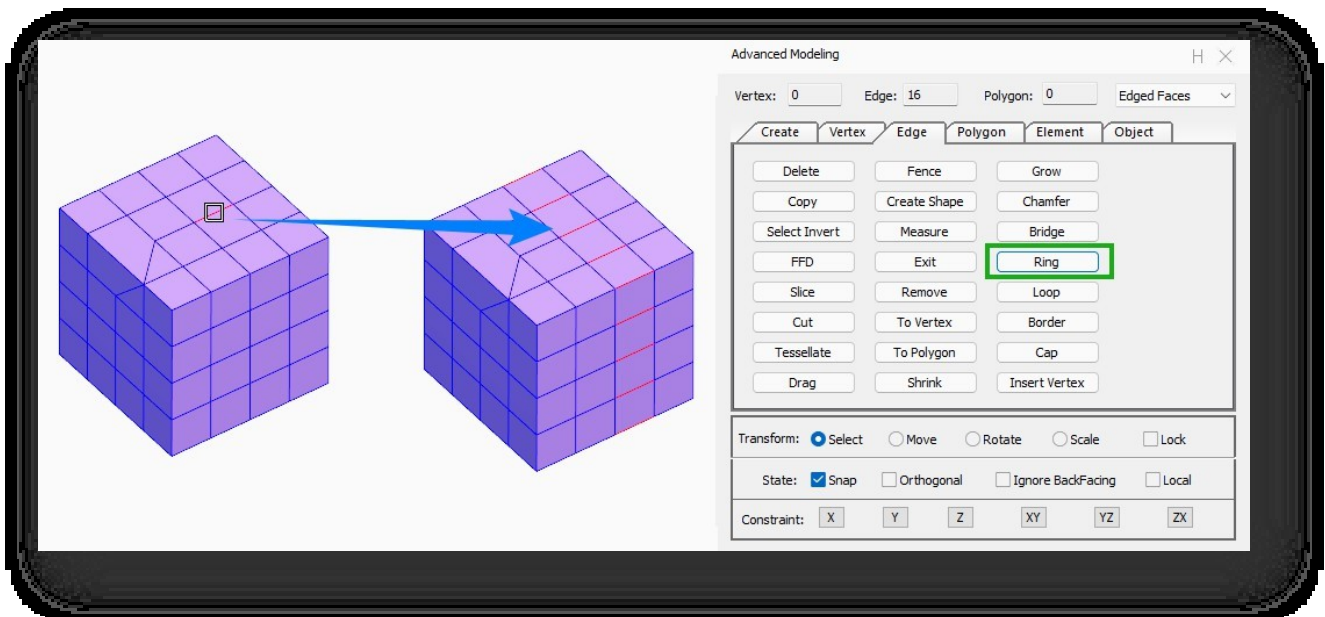 Advanced Modeling H
Vertex: 0 Edge: 16 Polygon: 0 Edged Faces
Create Vertex Edge Polygon Element Object
Delete Fence Grow
Copy Create Shape Chamfer
Select Invert Measure Bridge
FFD Exit Ring
Slice Remove Loop
Cut To Vertex Border
Tessellate To Polygon Cap
Drag Shrink Insert Vertex
Transform: Select Move Rotate Scale Lock
State: Snap Orthogonal Ignore BackFacing Local
Constraint: X Y Z XY YZ ZX